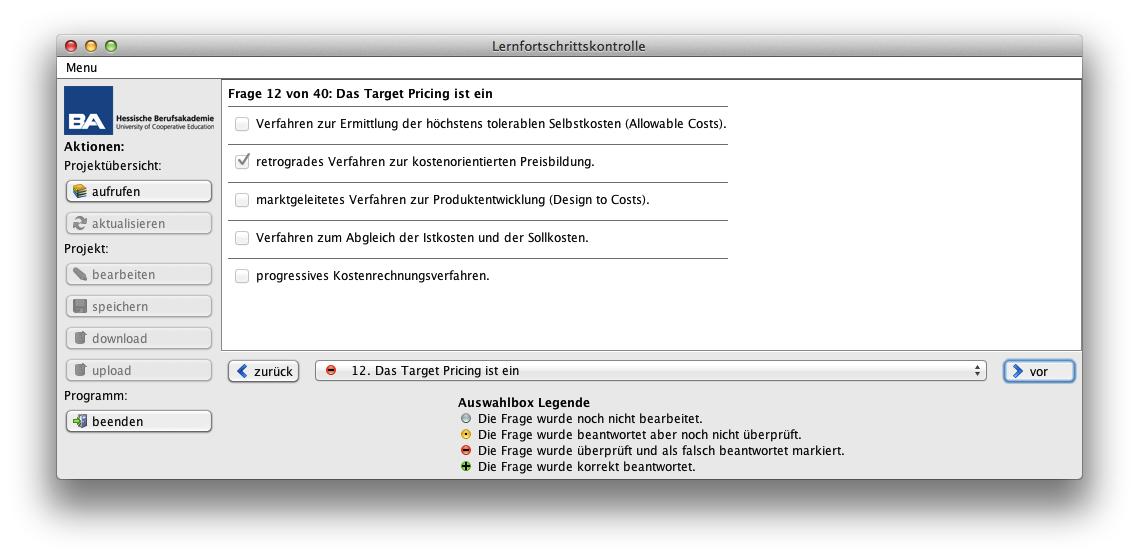 Lernfortschrittskontrolle
Menu
BA Hessische Berufsakademie
University of Cooperative Education
Aktionen:
Projektübersicht:
aufrufen
aktualisieren
Projekt:
bearbeiten
speichern
download
upload
Programm:
beenden
Frage 12 von 40: Das Target Pricing ist ein
Verfahren zur Ermittlung der höchstens tolerablen Selbstkosten (Allowable Costs).
retrogrades Verfahren zur kostenorientierten Preisbildung.
marktgeleitetes Verfahren zur Produktentwicklung (Design to Costs).
Verfahren zum Abgleich der Istkosten und der Sollkosten.
progressives Kostenrechnungsverfahren.
zurück
12. Das Target Pricing ist ein
vor
Auswahlbox Legende
Die Frage wurde noch nicht bearbeitet.
Die Frage wurde beantwortet aber noch nicht überprüft.
Die Frage wurde überprüft und als falsch beantwortet markiert.
Die Frage wurde korrekt beantwortet.